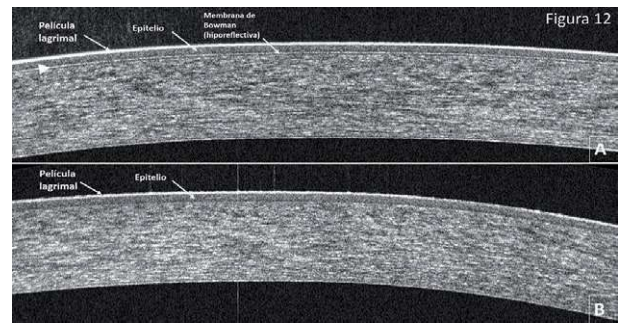 Figura 12
Película
lagrimal
Epitelio
Membrana de
Bowman
(hiporeflectiva)
A
Película
lagrimal
Epitelio
B